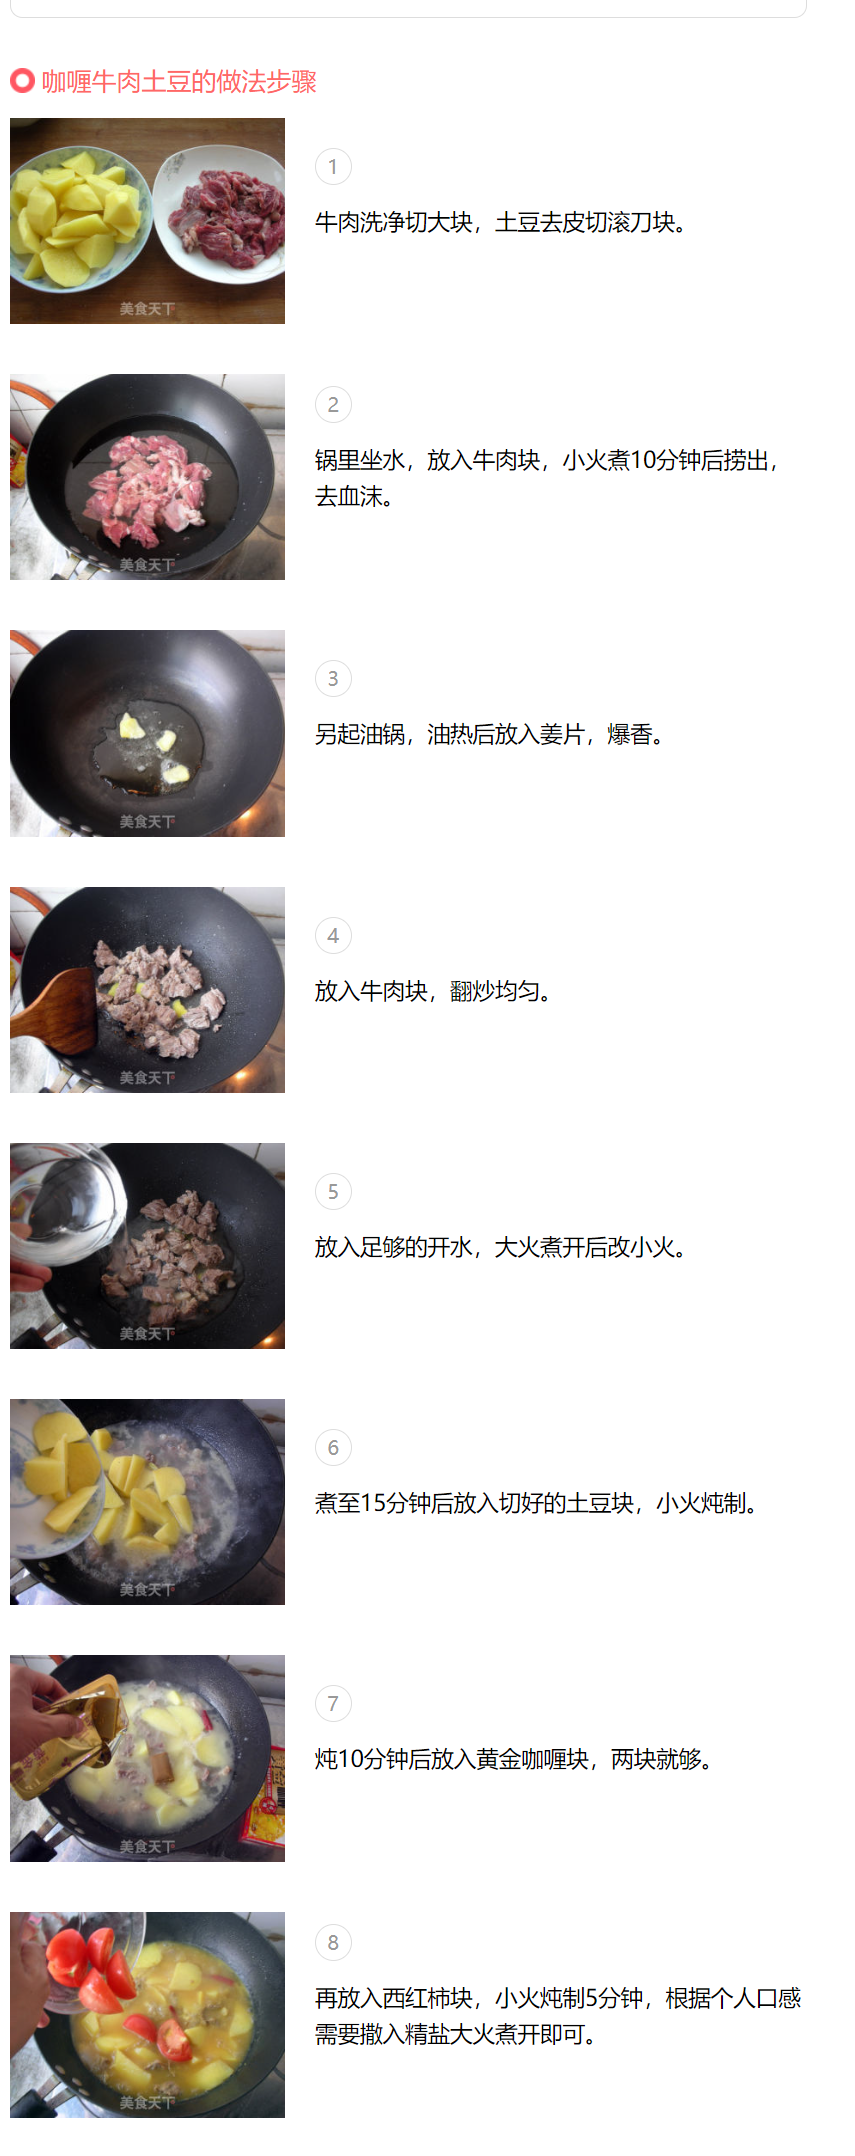 咖喱牛肉土豆的做法步骤
1
牛肉洗净切大块，土豆去皮切滚刀块。
美食天下
2
锅里坐水，放入牛肉块，小火煮10分钟后捞出，
去血沫。
美食天下
3
另起油锅，油热后放入姜片，爆香。
美食天下
4
放入牛肉块，翻炒均匀。
美食天下
5
放入足够的开水，大火煮开后改小火。
美食天下
6
煮至15分钟后放入切好的土豆块，小火炖制。
美食天下
7
炖10分钟后放入黄金咖喱块，两块就够。
美食天下
8
再放入西红柿块，小火炖制5分钟，根据个人口感
需要撒入精盐大火煮开即可。
美食天下